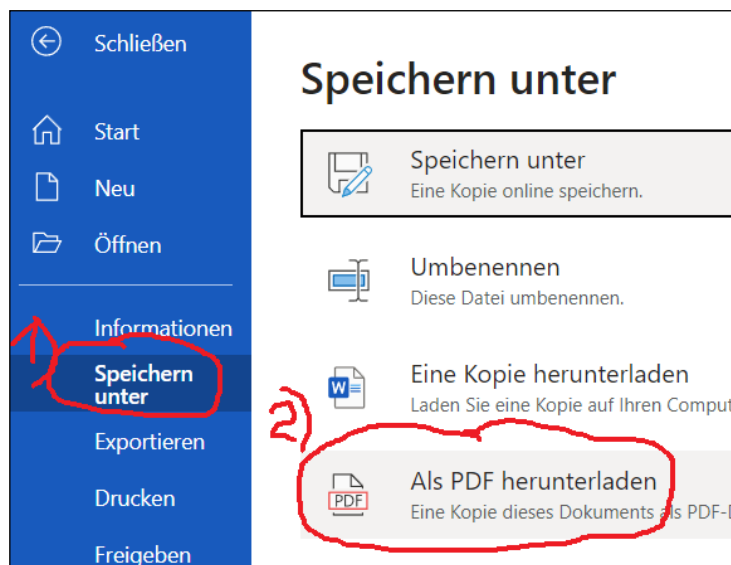 Schließen
Start
Neu
Öffnen
Informationen
1)
Speichern
unter
Exportieren
Drucken
Freigeben
Speichern unter
Speichern unter
Eine Kopie online speichern.
Umbenennen
Diese Datei umbenennen.
W
Eine Kopie herunterladen
Laden Sie eine Kopie auf Ihren Comput
2)
PDF
Als PDF herunterladen
Eine Kopie dieses Dokuments als PDF-D